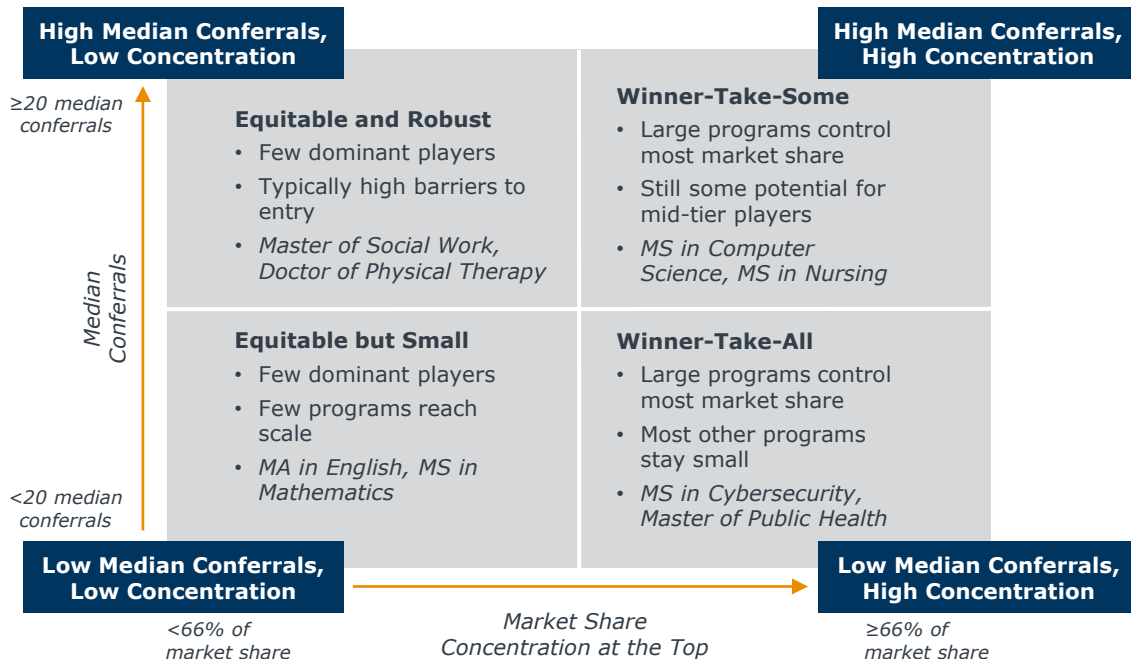 High Median Conferrals,
Low Concentration
High Median Conferrals,
High Concentration
≥20 median
conferrals
Median
Conferrals
<20 median
conferrals
Equitable and Robust
• Few dominant players
• Typically high barriers to
entry
• Master of Social Work,
Doctor of Physical Therapy
Winner-Take-Some
• Large programs control
most market share
• Still some potential for
mid-tier players
• MS in Computer
Science, MS in Nursing
Equitable but Small
• Few dominant players
• Few programs reach
scale
• MA in English, MS in
Mathematics
Winner-Take-All
• Large programs control
most market share
• Most other programs
stay small
• MS in Cybersecurity,
Master of Public Health
Low Median Conferrals,
Low Concentration
Low Median Conferrals,
High Concentration
<66% of
market share
Market Share
Concentration at the Top
≥66% of
market share